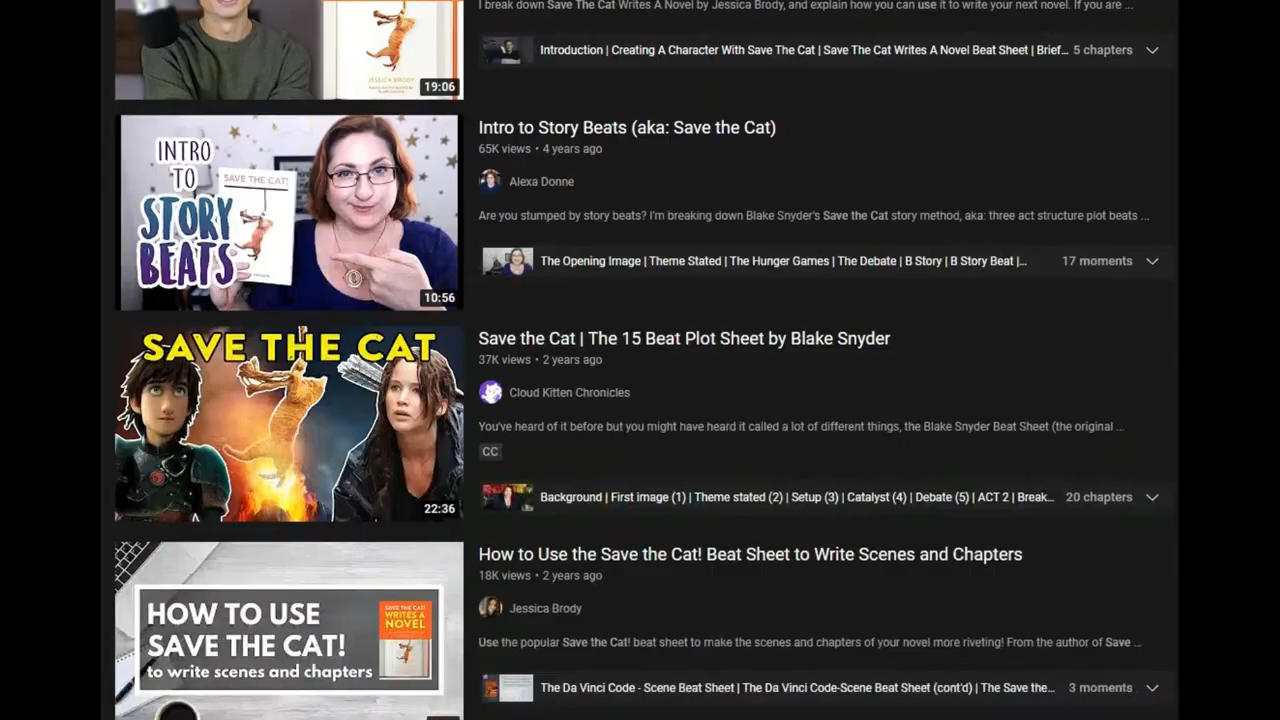 I break down Save The Cat Writes A Novel by Jessica Brody, and explain how you can use it to write your next novel. If you are ...
JESSICA BRODY
19:06
Introduction | Creating A Character With Save The Cat | Save The Cat Writes A Novel Beat Sheet | Brief...
5 chapters
INTRO
TO
STORY
BEATS
SAVE THE CAT!
10:56
Intro to Story Beats (aka: Save the Cat)
65K views • 4 years ago
Alexa Donne
Are you stumped by story beats? I'm breaking down Blake Snyder's Save the Cat story method, aka: three act structure plot beats ...
The Opening Image | Theme Stated | The Hunger Games | The Debate | B Story | B Story Beat |...
17 moments
SAVE THE CAT
22:36
Save the Cat | The 15 Beat Plot Sheet by Blake Snyder
37K views • 2 years ago
Cloud Kitten Chronicles
You've heard of it before but you might have heard it called a lot of different things, the Blake Snyder Beat Sheet (the original ...
CC
Background | First image (1) | Theme stated (2) | Setup (3) | Catalyst (4) | Debate (5) | ACT 2 | Break...
20 chapters
HOW TO USE
SAVE THE CAT!
to write scenes and chapters
SAVE THE CAT!
WRITES A
NOVEL
How to Use the Save the Cat! Beat Sheet to Write Scenes and Chapters
18K views • 2 years ago
Jessica Brody
Use the popular Save the Cat! beat sheet to make the scenes and chapters of your novel more riveting! From the author of Save ...
The Da Vinci Code - Scene Beat Sheet | The Da Vinci Code-Scene Beat Sheet (cont'd) | The Save the...
3 moments